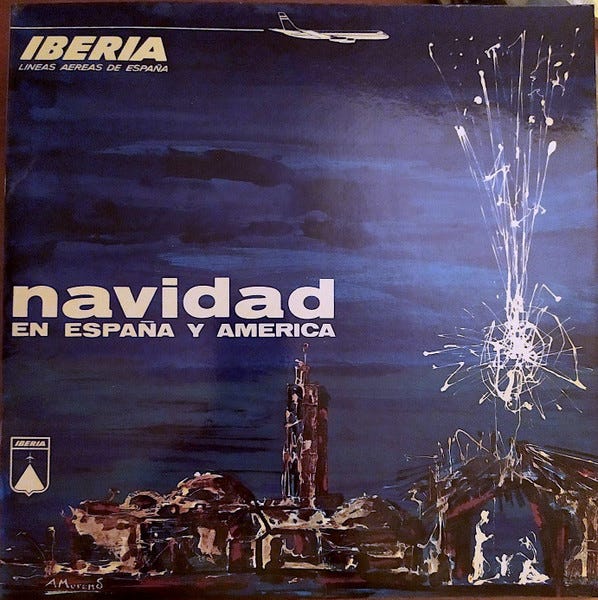 IBERIA
LINEAS AEREAS DE ESPAÑA
navidad
EN ESPAÑA Y AMERICA
IBERIA
A. Moreno